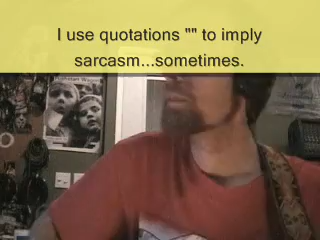 I use quotations "" to imply
sarcasm...sometimes.